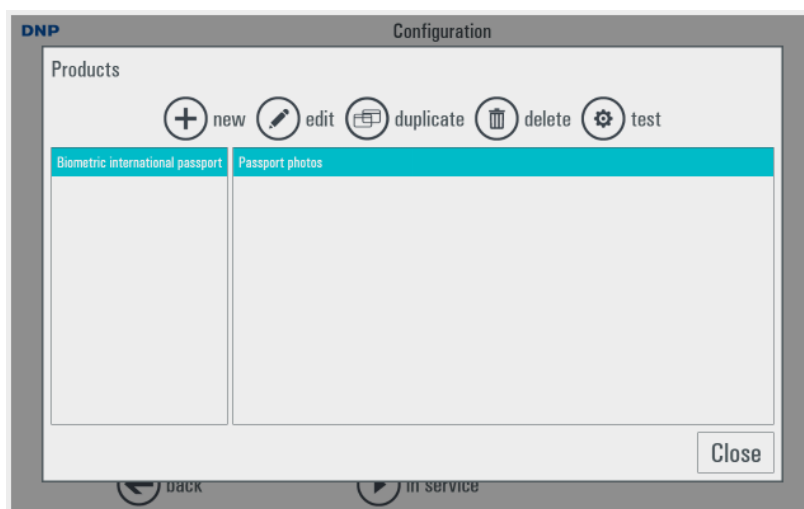 DNP Configuration
Products
new edit duplicate delete test
Biometric international passport Passport photos
Close
back in service